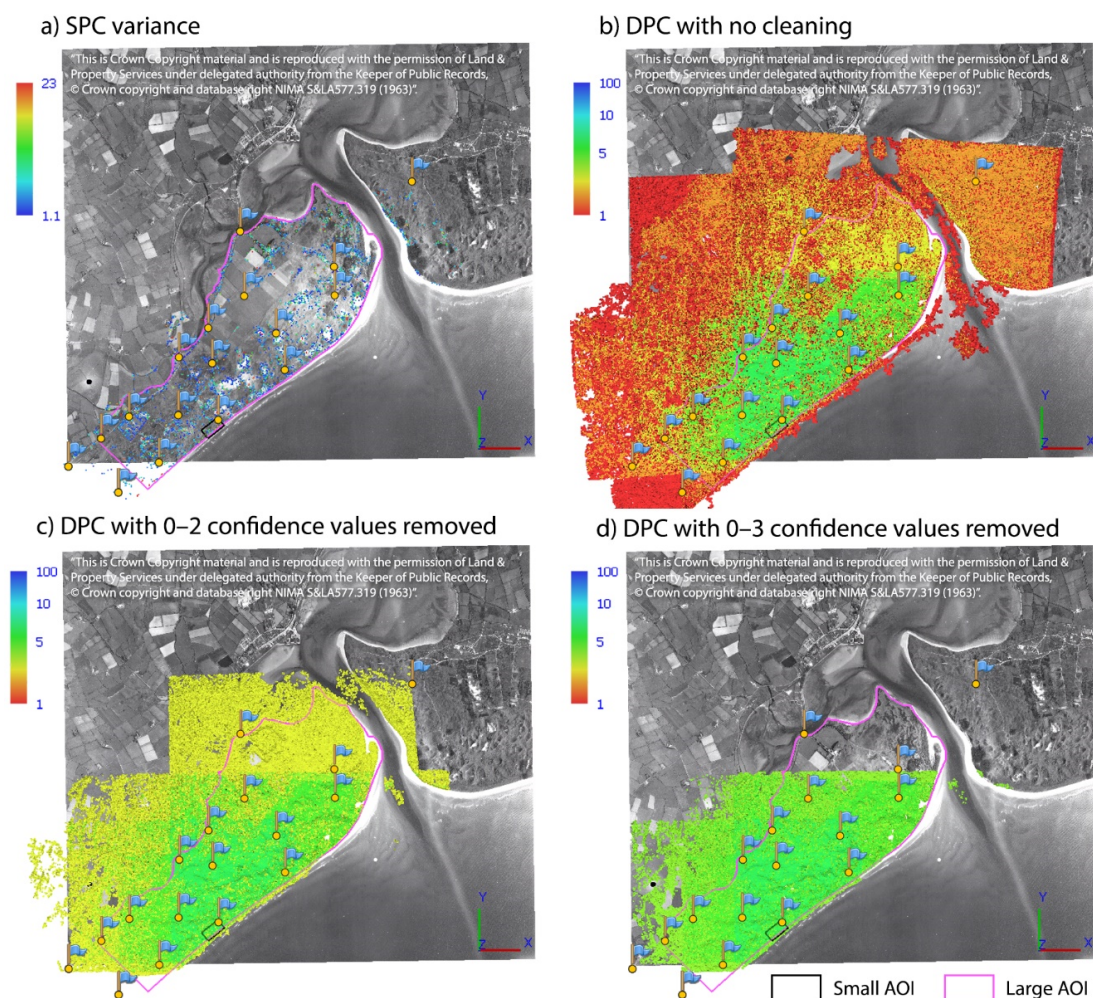 a) SPC variance
"This is Crown Copyright material and is reproduced with the permission of Land &
Property Services under delegated authority from the Keeper of Public Records,
© Crown copyright and database right NIMA S&LA577.319 (1963)".
23
1.1
Y
Z
X
b) DPC with no cleaning
"This is Crown Copyright material and is reproduced with the permission of Land &
Property Services under delegated authority from the Keeper of Public Records,
© Crown copyright and database right NIMA S&LA577.319 (1963)".
100
10
5
1
Y
Z
X
c) DPC with 0–2 confidence values removed
"This is Crown Copyright material and is reproduced with the permission of Land &
Property Services under delegated authority from the Keeper of Public Records,
© Crown copyright and database right NIMA S&LA577.319 (1963)".
100
10
5
1
Y
Z
X
d) DPC with 0–3 confidence values removed
"This is Crown Copyright material and is reproduced with the permission of Land &
Property Services under delegated authority from the Keeper of Public Records,
© Crown copyright and database right NIMA S&LA577.319 (1963)".
100
10
5
1
Y
Z
X
Small AOI
Large AOI